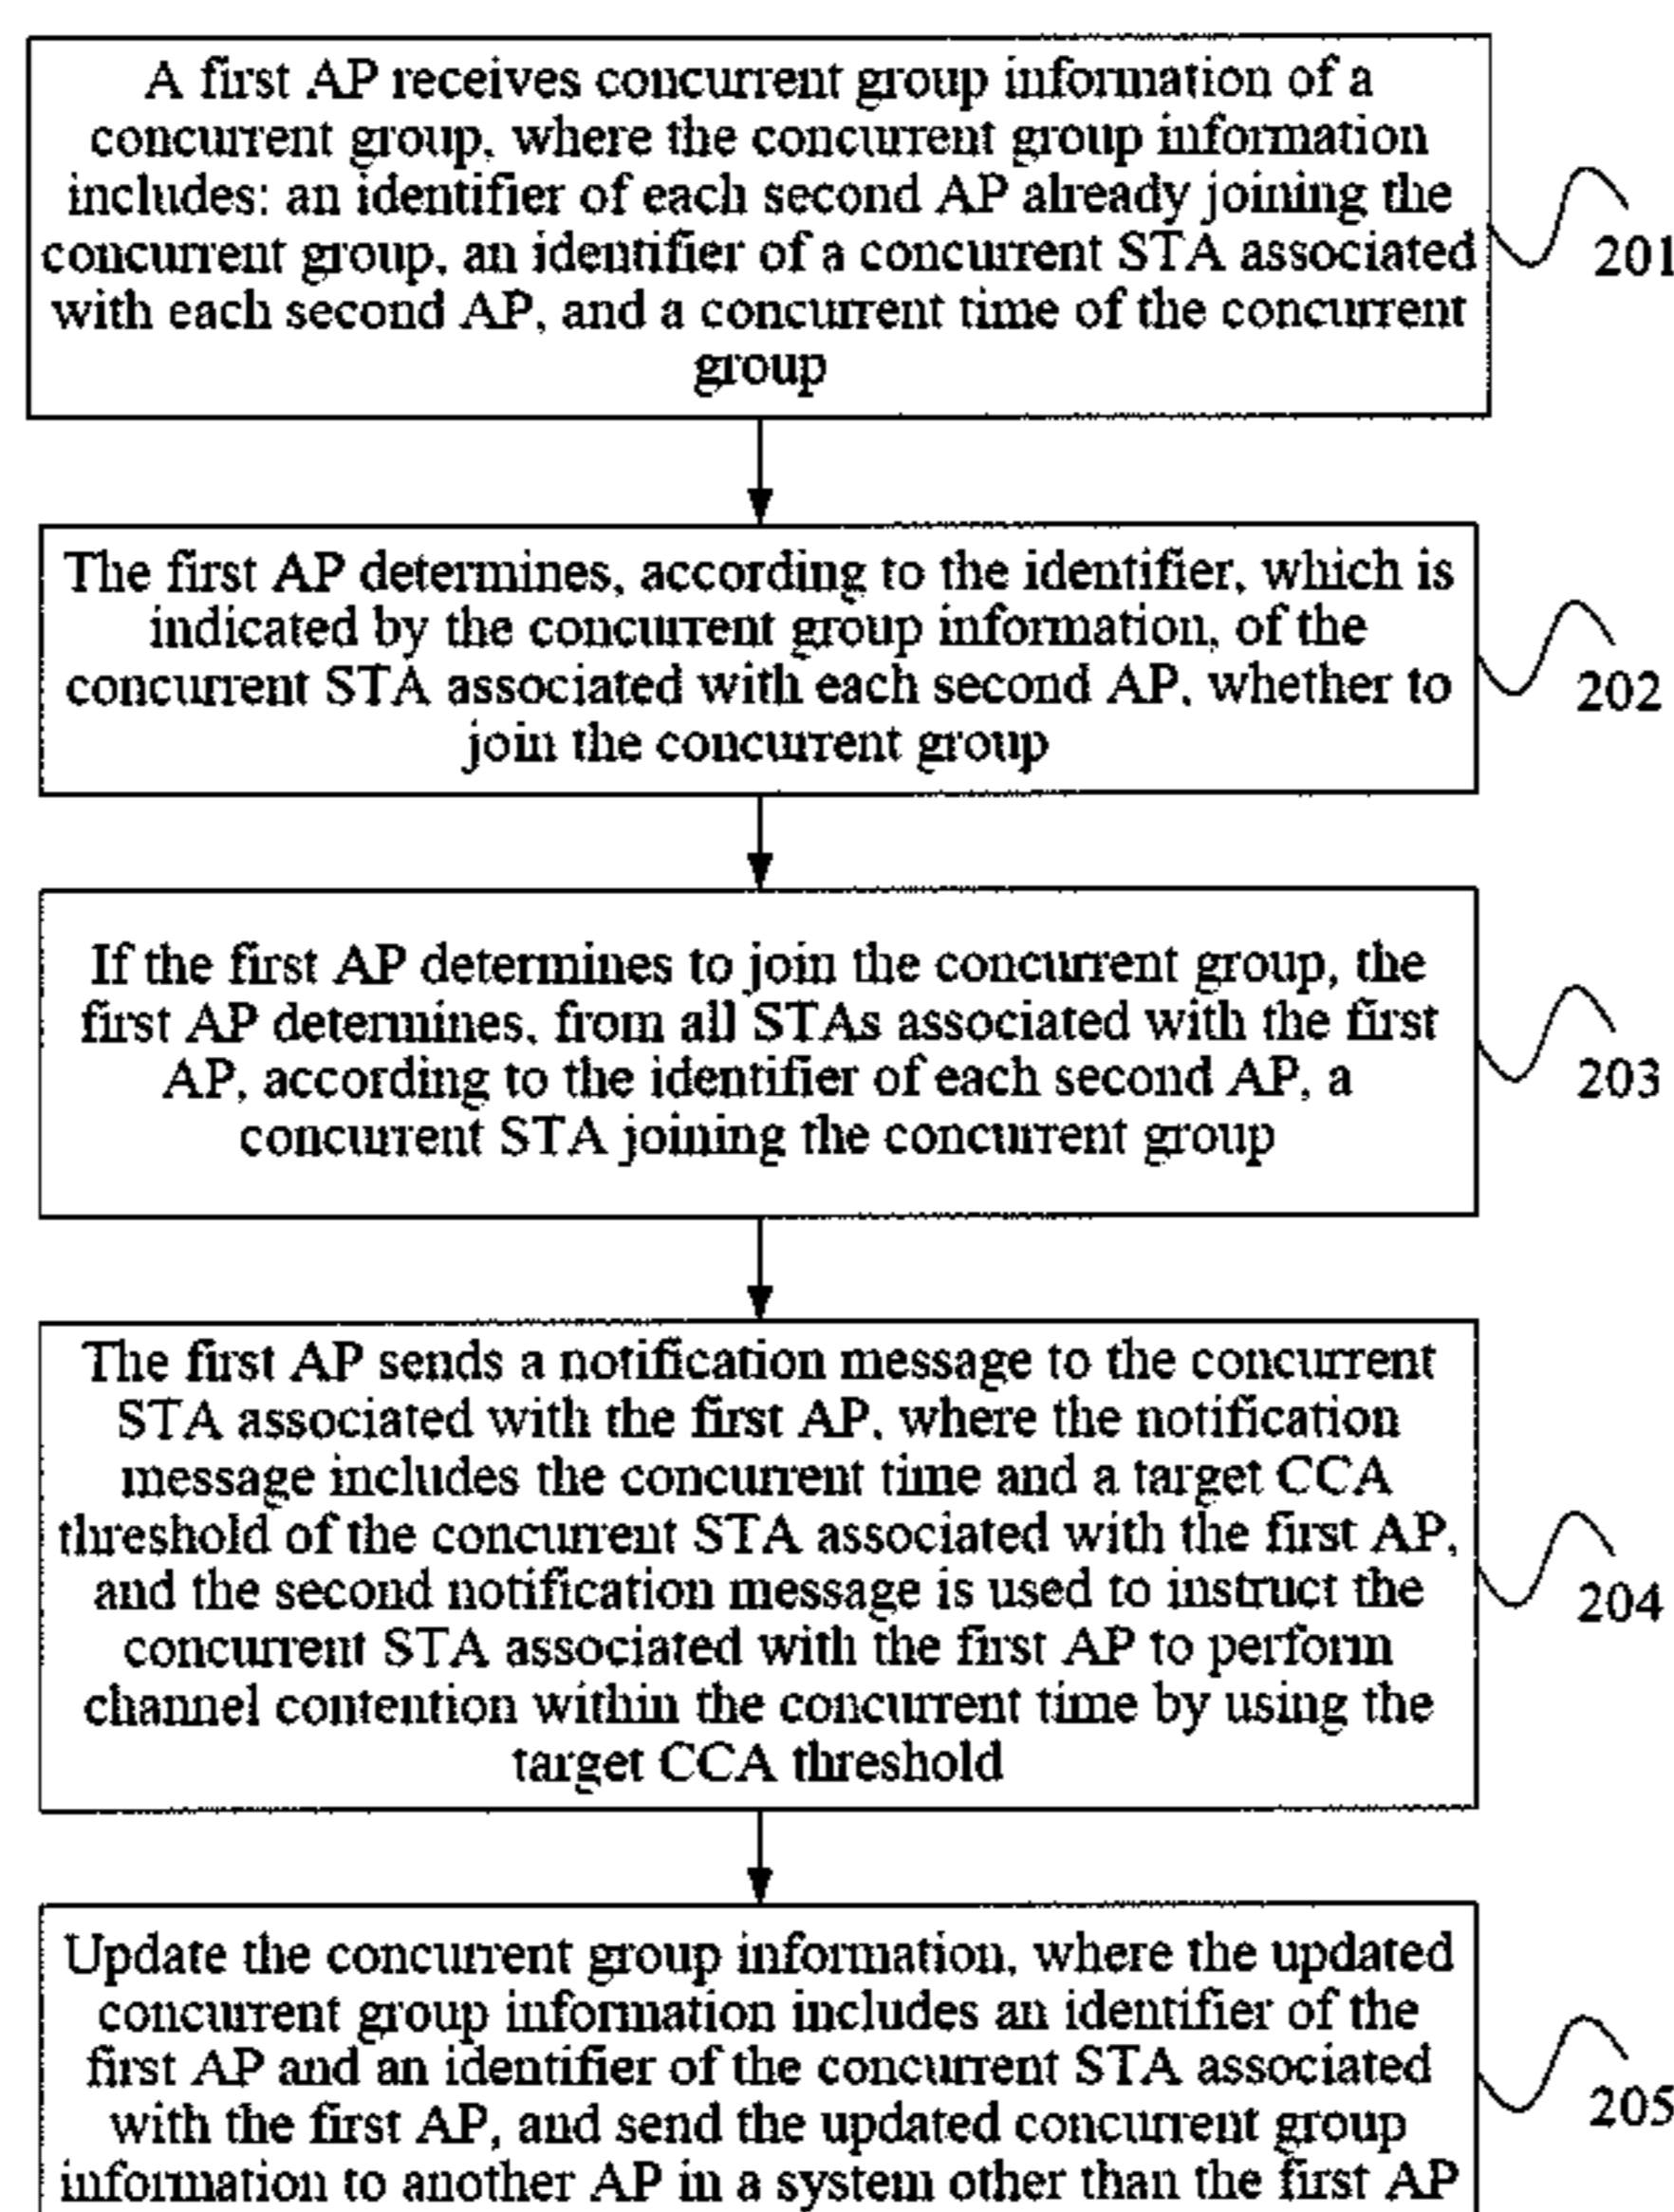 A first AP receives concurrent group information of a
concurrent group, where the concurrent group information
includes: an identifier of each second AP already joining the
concurrent group, an identifier of a concurrent STA associated
with each second AP, and a concurrent time of the concurrent
group
201
The first AP determines, according to the identifier, which is
indicated by the concurrent group information, of the
concurrent STA associated with each second AP, whether to
join the concurrent group
202
If the first AP determines to join the concurrent group, the
first AP determines, from all STAs associated with the first
AP, according to the identifier of each second AP, a
concurrent STA joining the concurrent group
203
The first AP sends a notification message to the concurrent
STA associated with the first AP, where the notification
message includes the concurrent time and a target CCA
threshold of the concurrent STA associated with the first AP,
and the second notification message is used to instruct the
concurrent STA associated with the first AP to perform
channel contention within the concurrent time by using the
target CCA threshold
204
Update the concurrent group information, where the updated
concurrent group information includes an identifier of the
first AP and an identifier of the concurrent STA associated
with the first AP, and send the updated concurrent group
information to another AP in a system other than the first AP
205